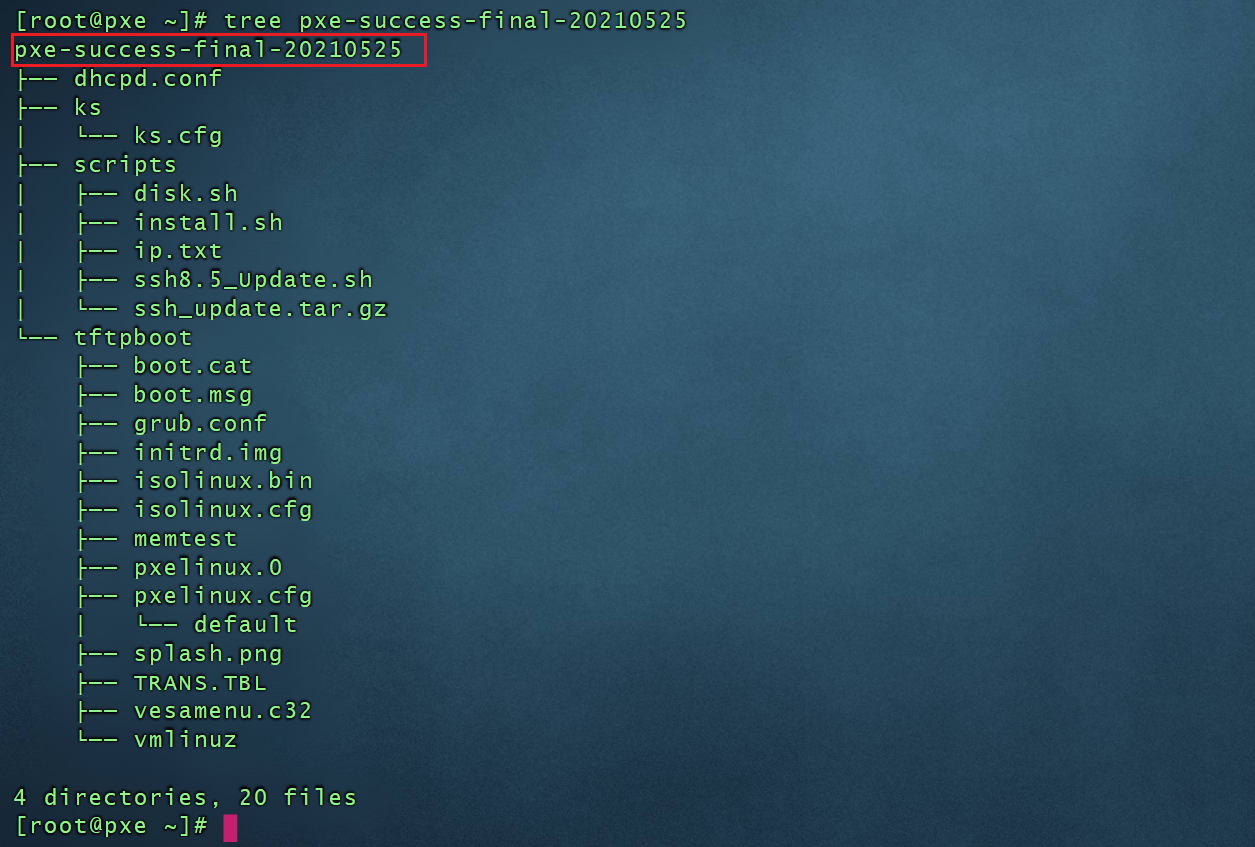 [root@pxe ~]# tree pxe-success-final-20210525
pxe-success-final-20210525
├── dhcpd.conf
├── ks
│   └── ks.cfg
├── scripts
│   ├── disk.sh
│   ├── install.sh
│   ├── ip.txt
│   ├── ssh8.5_Update.sh
│   └── ssh_update.tar.gz
└── tftpboot
    ├── boot.cat
    ├── boot.msg
    ├── grub.conf
    ├── initrd.img
    ├── isolinux.bin
    ├── isolinux.cfg
    ├── memtest
    ├── pxelinux.0
    ├── pxelinux.cfg
    │   └── default
    ├── splash.png
    ├── TRANS.TBL
    ├── vesamenu.c32
    └── vmlinuz
4 directories, 20 files
[root@pxe ~]#